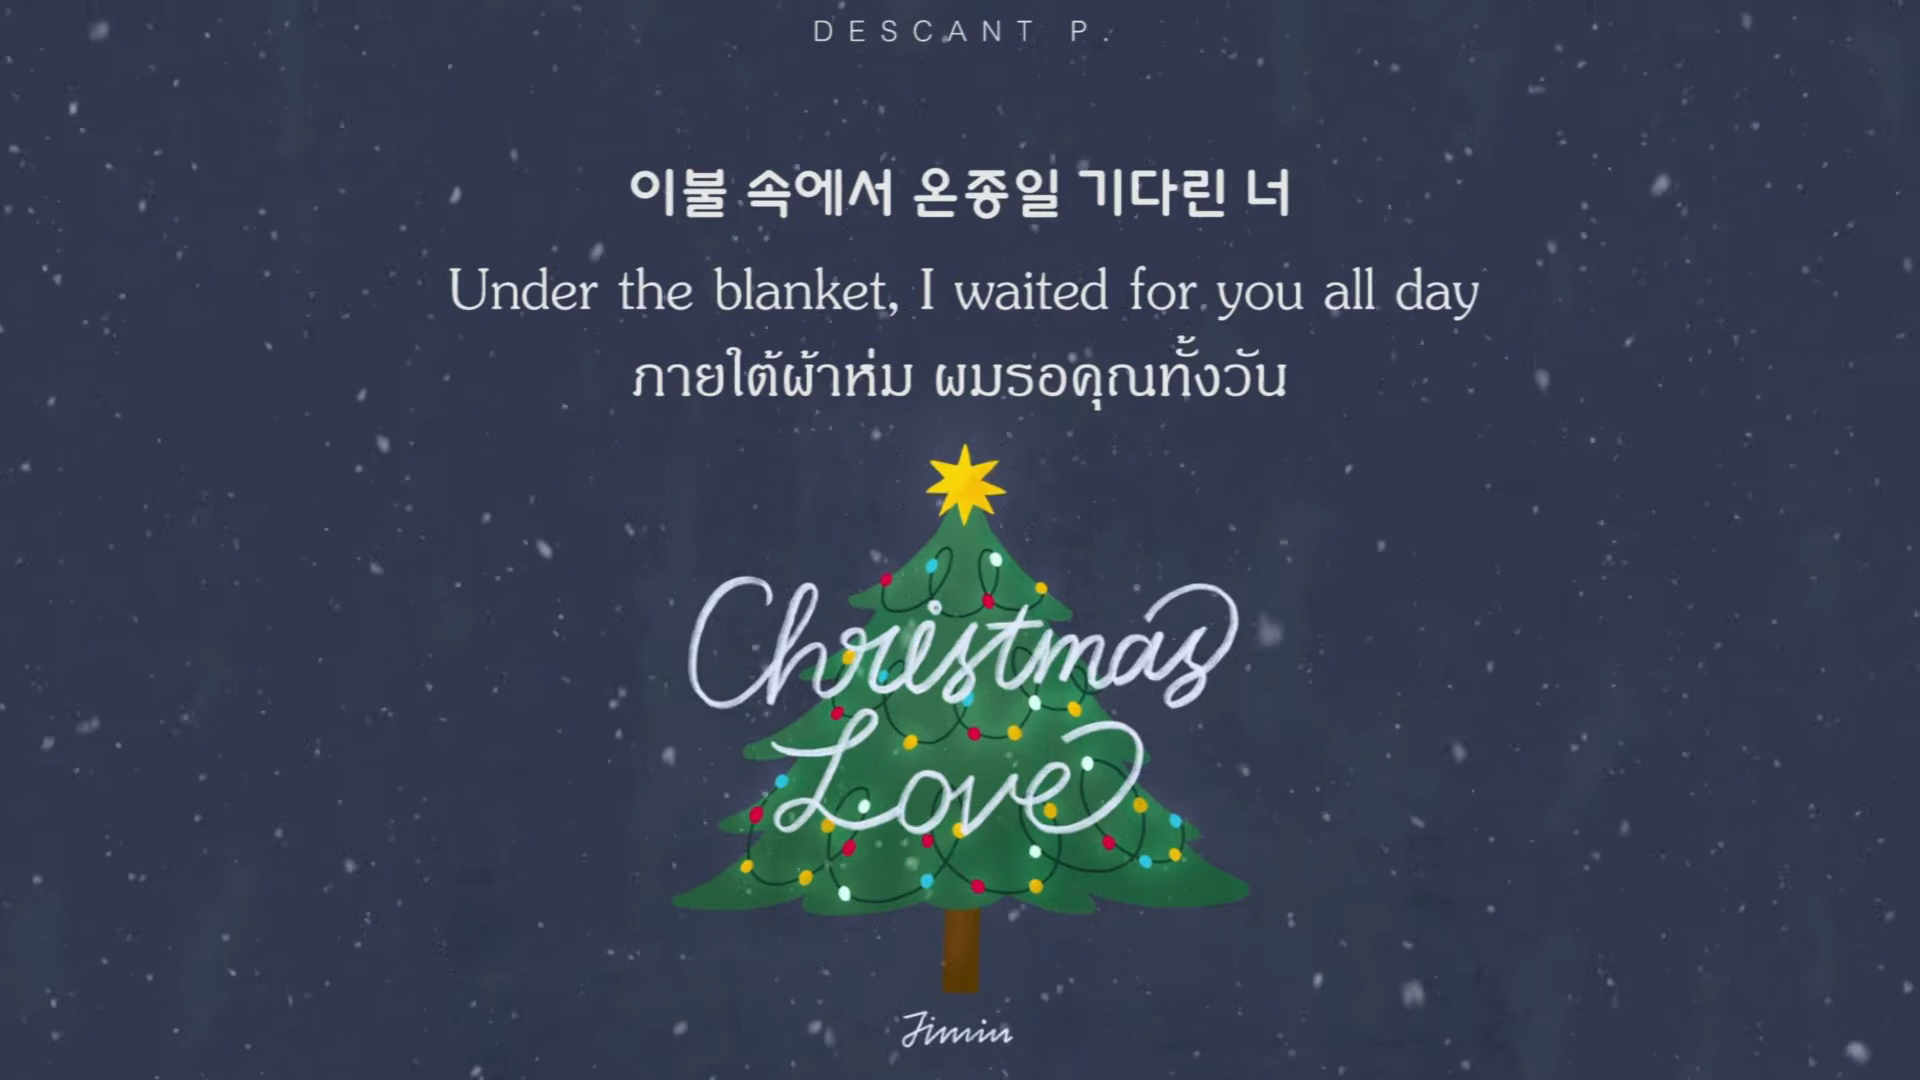 DESCANT P.
이불 속에서 온종일 기다린 너
Under the blanket, I waited for you all day
ภายใต้ผ้าห่ม ผมรอคุณทั้งวัน
Christmas
Love
Jimin